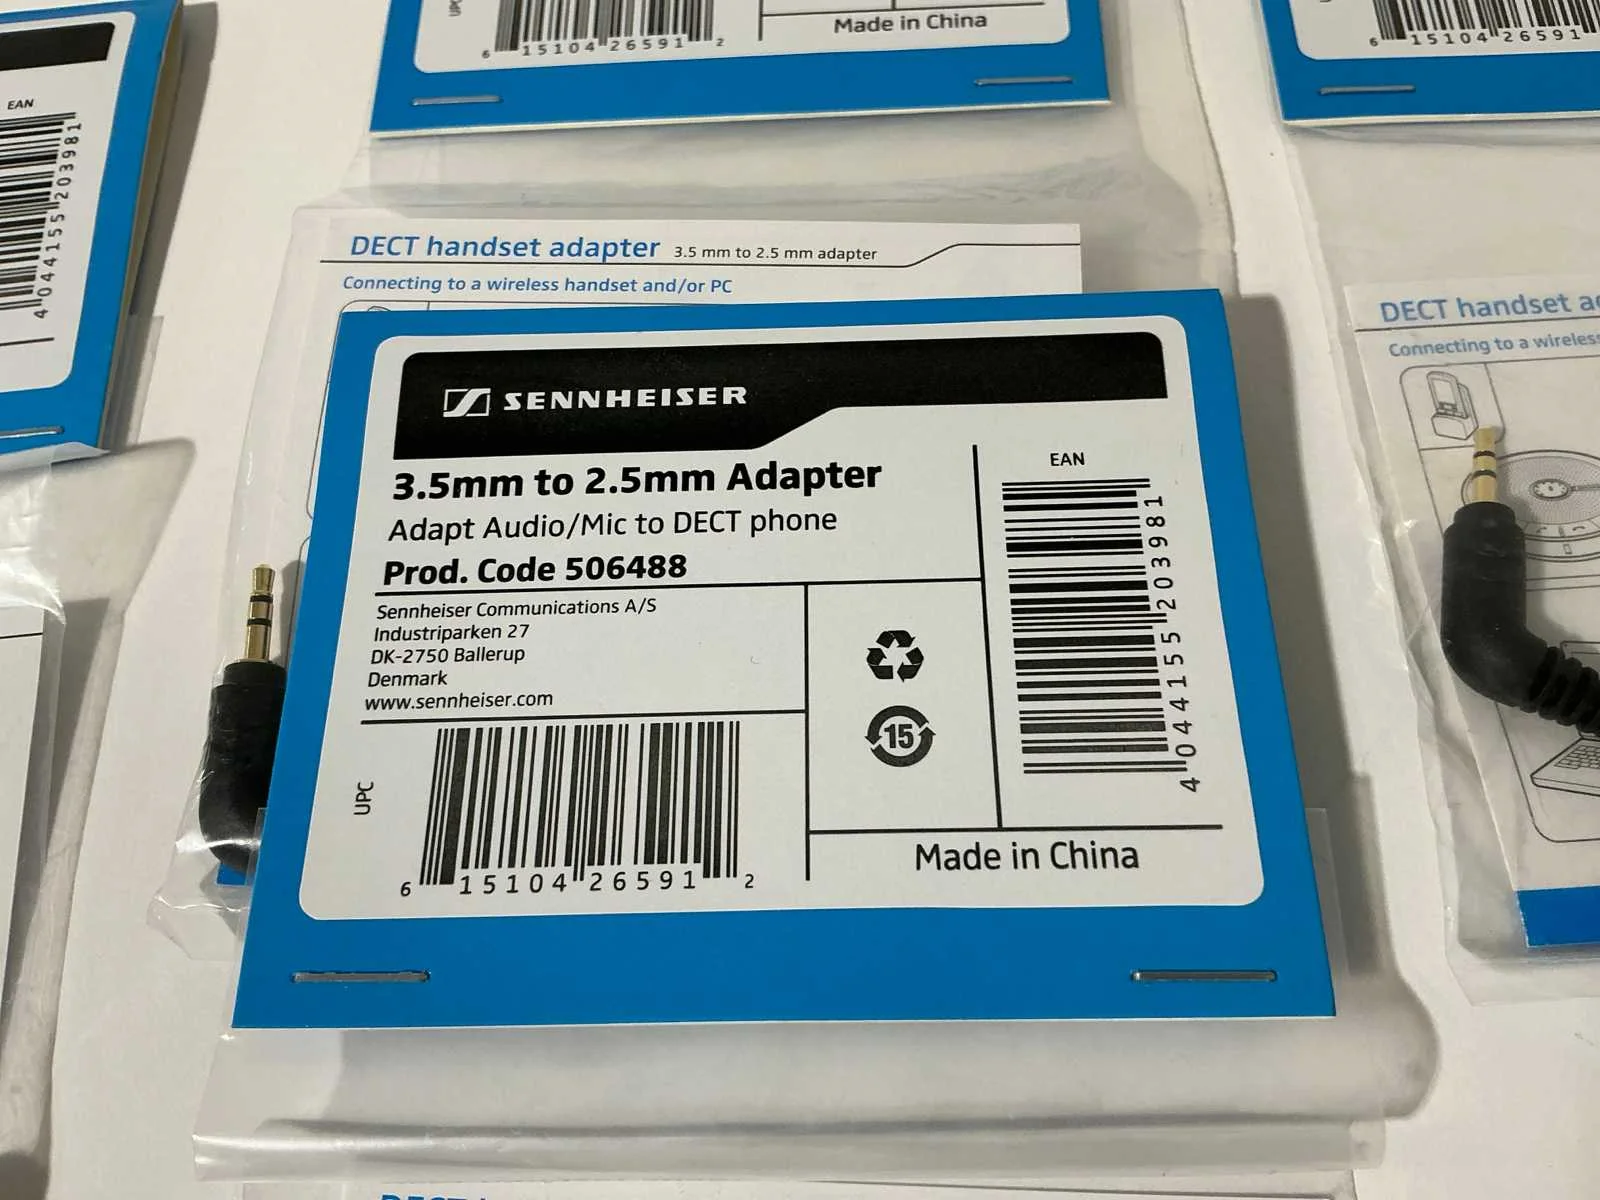 UPC
6 15104 26591 2
Made in China
6 15104 26591
EAN
4 044155 203981
DECT handset adapter 3.5 mm to 2.5 mm adapter
Connecting to a wireless handset and/or PC
DECT handset
Connecting to a wireless
SENNHEISER
3.5mm to 2.5mm Adapter
Adapt Audio/Mic to DECT phone
Prod. Code 506488
Sennheiser Communications A/S
Industriparken 27
DK-2750 Ballerup
Denmark
www.sennheiser.com
UPC
6 15104 26591 2
15
EAN
4 044155 203981
Made in China